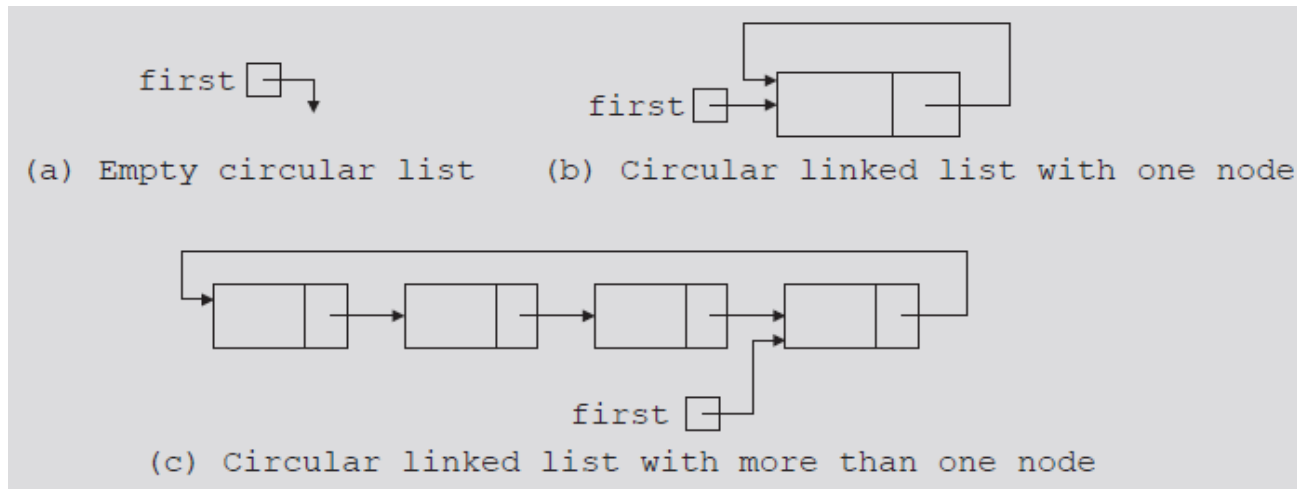 first
first
(a) Empty circular list
(b) Circular linked list with one node
first
(c) Circular linked list with more than one node